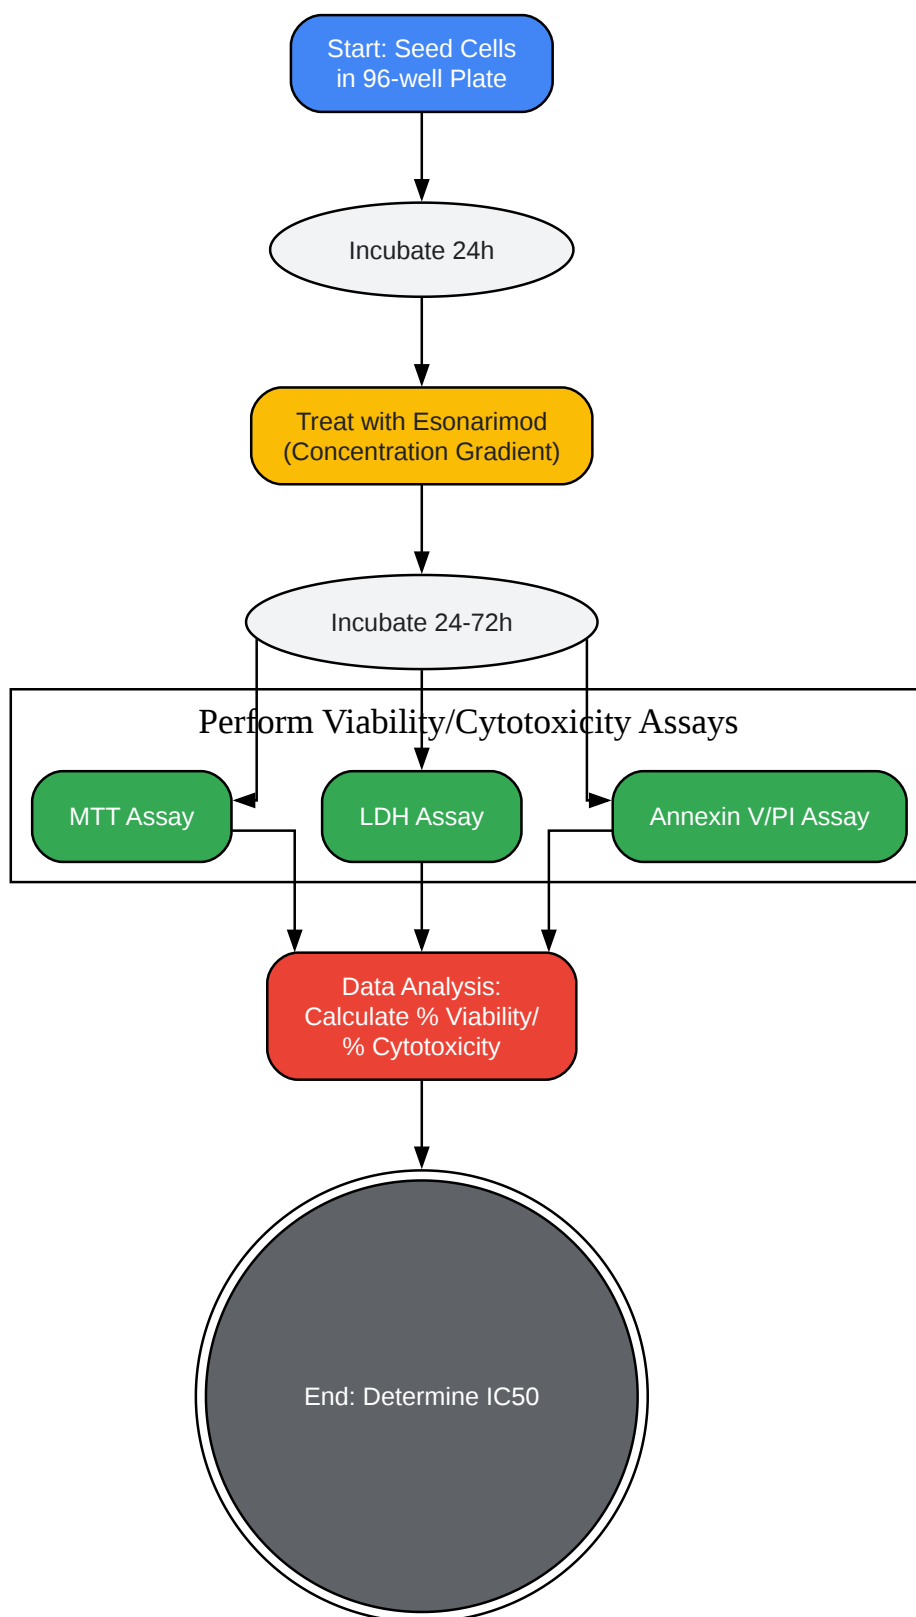 Start: Seed Cells
in 96-well Plate
Incubate 24h
Treat with Esonarimod
(Concentration Gradient)
Incubate 24-72h
Perform Viability/Cytotoxicity Assays
MTT Assay
LDH Assay
Annexin V/PI Assay
Data Analysis:
Calculate % Viability/
% Cytotoxicity
End: Determine IC50